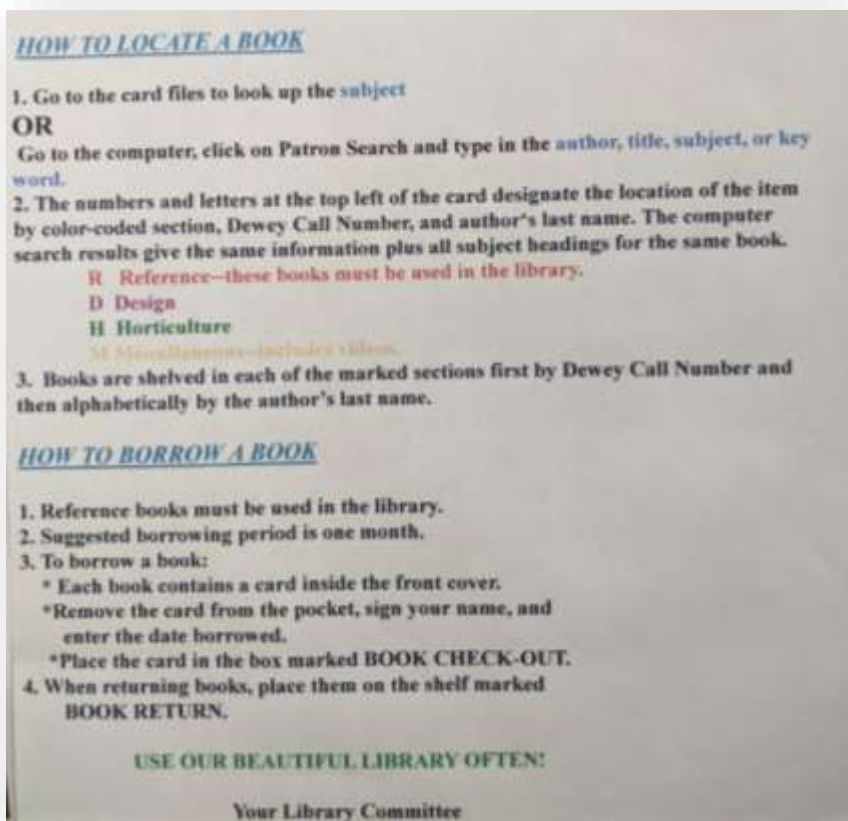 HOW TO LOCATE A BOOK
1. Go to the card files to look up the subject
OR
Go to the computer, click on Patron Search and type in the author, title, subject, or key
word.
2. The numbers and letters at the top left of the card designate the location of the item
by color-coded section, Dewey Call Number, and author's last name. The computer
search results give the same information plus all subject headings for the same book.
R Reference--these books must be used in the library.
D Design
H Horticulture
M Miscellaneous--includes videos.
3. Books are shelved in each of the marked sections first by Dewey Call Number and
then alphabetically by the author's last name.
HOW TO BORROW A BOOK
1. Reference books must be used in the library.
2. Suggested borrowing period is one month.
3. To borrow a book:
* Each book contains a card inside the front cover.
*Remove the card from the pocket, sign your name, and
enter the date borrowed.
*Place the card in the box marked BOOK CHECK-OUT.
4. When returning books, place them on the shelf marked
BOOK RETURN.
USE OUR BEAUTIFUL LIBRARY OFTEN!
Your Library Committee